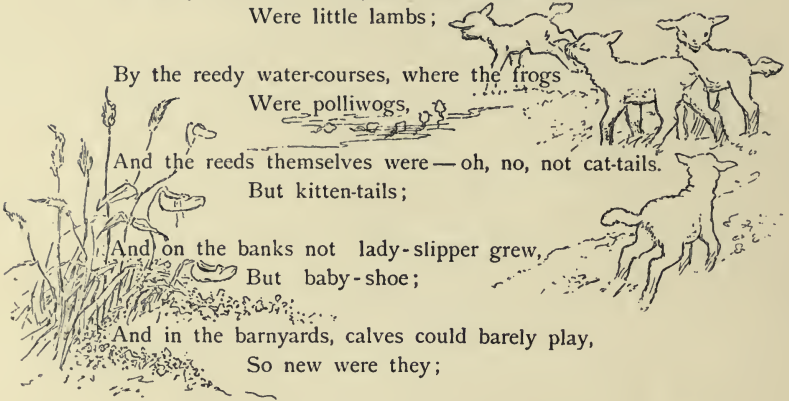 Were little lambs;
By the reedy water-courses, where the frogs
Were polliwogs,
And the reeds themselves were—oh, no, not cat-tails.
But kitten-tails;
And on the banks not lady-slipper grew,
But baby-shoe;
And in the barnyards, calves could barely play,
So new were they;